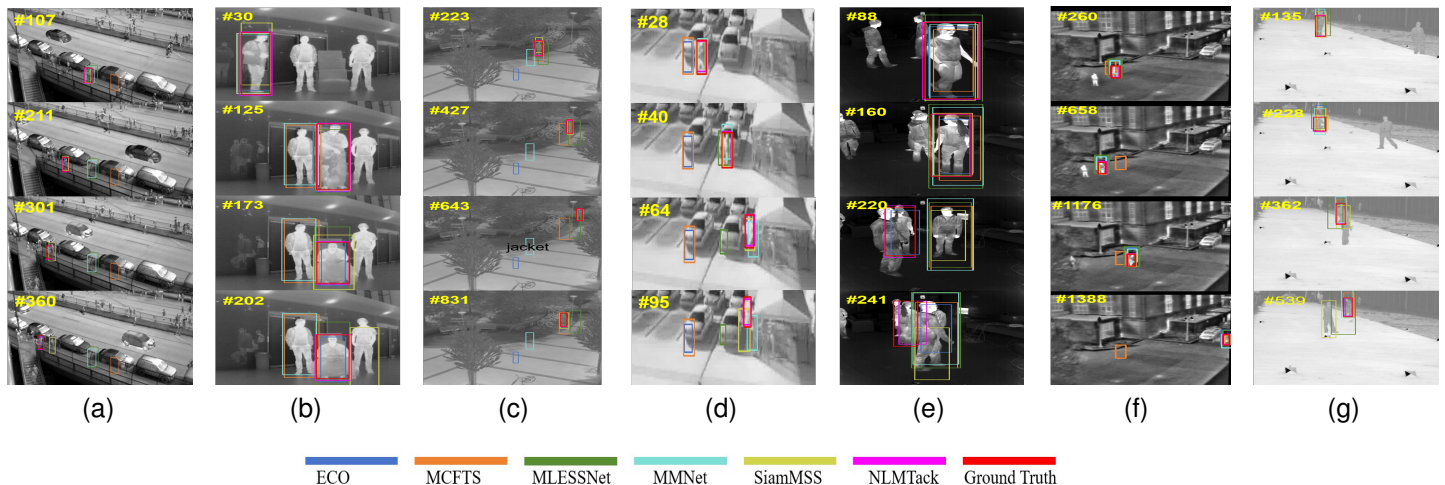 #107 #30 #223 #28 #88 #260 #135
#211 #125 #427 #40 #160 #658 #228
#301 #173 #643 #64 #220 #1176 #362
jacket
#360 #202 #831 #95 #241 #1388 #539
(a) (b) (c) (d) (e) (f) (g)
ECO MCFTS MLESSNet MMNet SiamMSS NLMTack Ground Truth